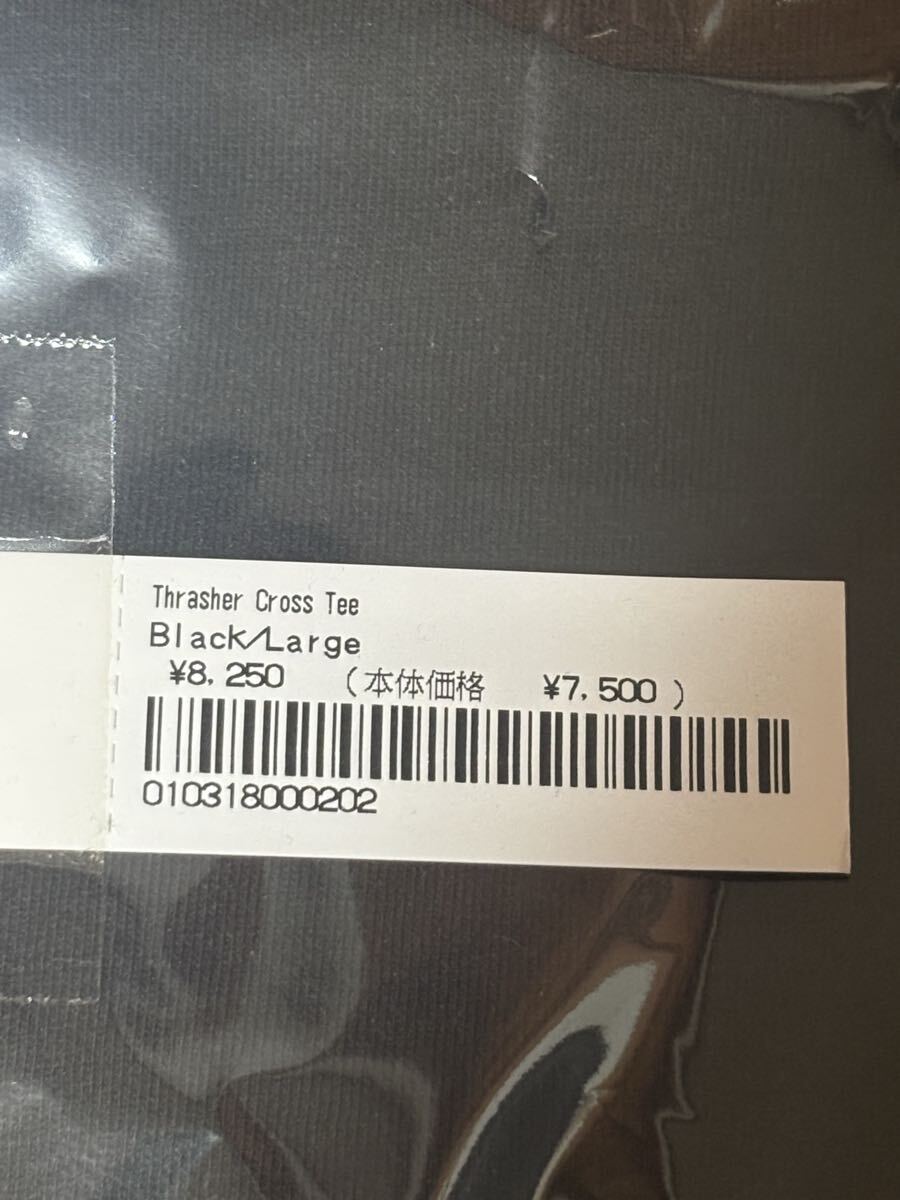 Thrasher Cross Tee
Black/Large
¥8,250 (本体価格 ¥7,500)
010318000202